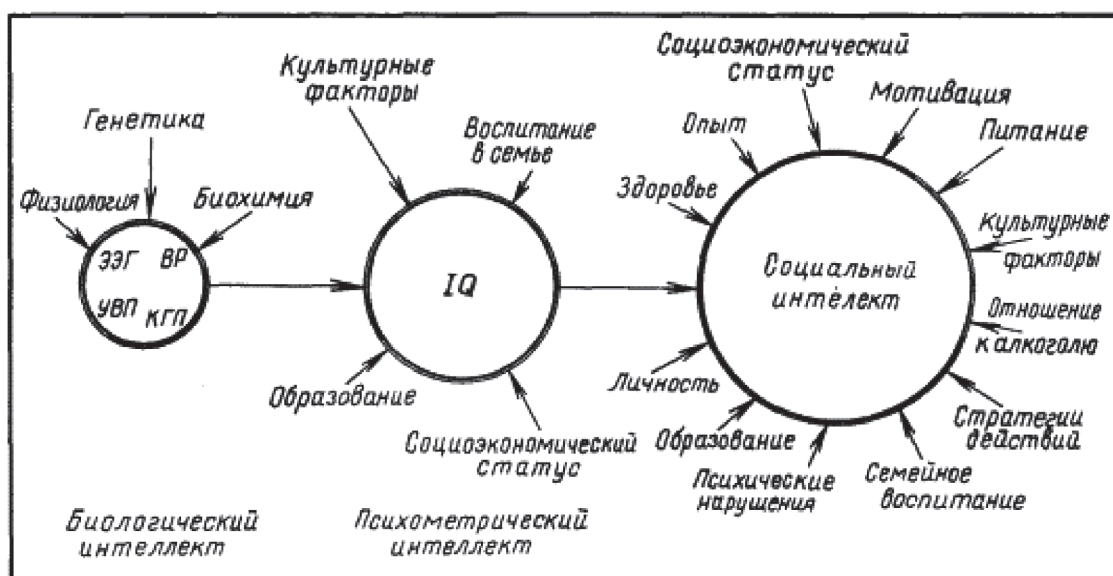 Генетика
Физиология
Биохимия
ЭЭГ ВР
УВП КГП
Биологический
интеллект
Культурные
факторы
Воспитание
в семье
IQ
Образование
Социоэкономический
статус
Психометрический
интеллект
Социоэкономический
статус
Мотивация
Опыт
Питание
Здоровье
Культурные
факторы
Социальный
интелект
Отношение
к алкоголю
Личность
Стратегии
действий
Образование
Психические
нарушения
Семейное
воспитание